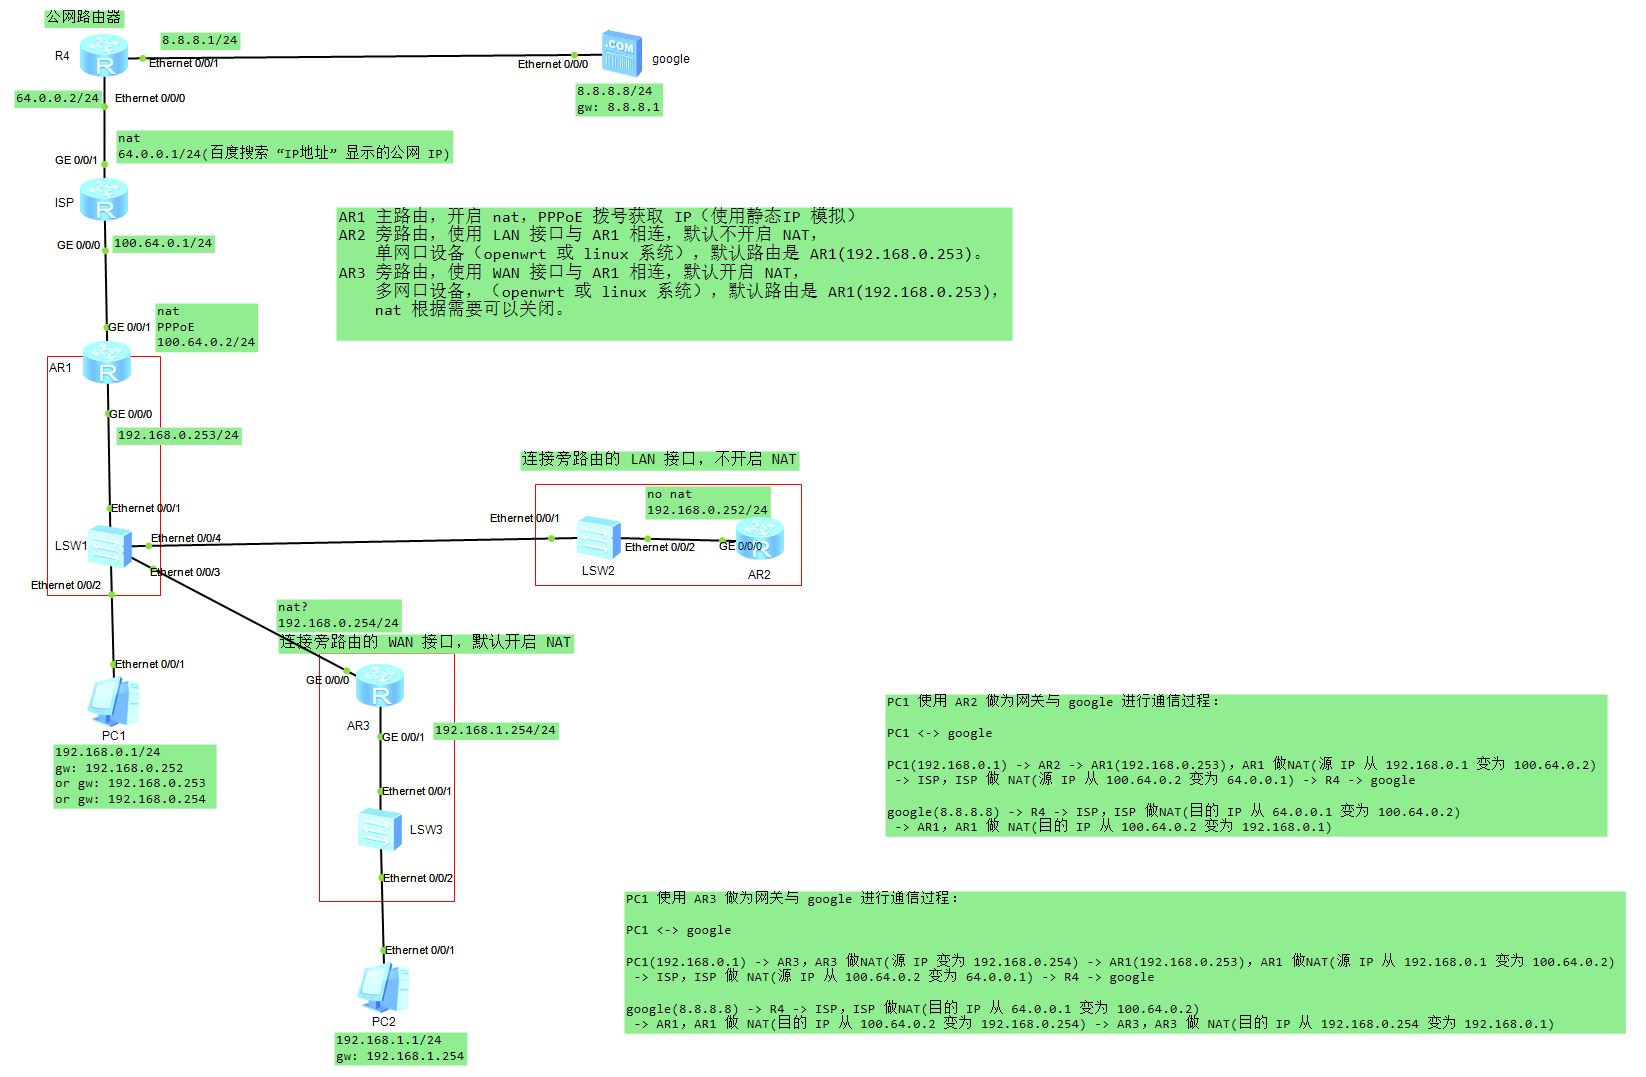 公网路由器
R4
8.8.8.1/24
Ethernet 0/0/1
Ethernet 0/0/0
.COM
google
8.8.8.8/24
gw: 8.8.8.1
64.0.0.2/24
Ethernet 0/0/0
nat
64.0.0.1/24(百度搜索 “IP地址” 显示的公网 IP)
GE 0/0/1
ISP
R
GE 0/0/0
100.64.0.1/24
AR1 主路由，开启 nat，PPPoE 拨号获取 IP（使用静态IP 模拟）
AR2 旁路由，使用 LAN 接口与 AR1 相连，默认不开启 NAT，
单网口设备（openwrt 或 linux 系统），默认路由是 AR1(192.168.0.253)。
AR3 旁路由，使用 WAN 接口与 AR1 相连，默认开启 NAT，
多网口设备，（openwrt 或 linux 系统），默认路由是 AR1(192.168.0.253)，
nat 根据需要可以关闭。
nat
PPPoE
100.64.0.2/24
GE 0/0/1
AR1
R
GE 0/0/0
192.168.0.253/24
Ethernet 0/0/1
LSW1
Ethernet 0/0/4
Ethernet 0/0/3
Ethernet 0/0/2
连接旁路由的 LAN 接口，不开启 NAT
no nat
192.168.0.252/24
Ethernet 0/0/1
LSW2
Ethernet 0/0/2
GE 0/0/0
R
AR2
nat?
192.168.0.254/24
连接旁路由的 WAN 接口，默认开启 NAT
GE 0/0/0
R
AR3
GE 0/0/1
192.168.1.254/24
Ethernet 0/0/1
LSW3
Ethernet 0/0/2
Ethernet 0/0/1
PC2
192.168.1.1/24
gw: 192.168.1.254
Ethernet 0/0/1
PC1
192.168.0.1/24
gw: 192.168.0.252
or gw: 192.168.0.253
or gw: 192.168.0.254
PC1 使用 AR2 做为网关与 google 进行通信过程：
PC1 <-> google
PC1(192.168.0.1) -> AR2 -> AR1(192.168.0.253)，AR1 做NAT(源 IP 从 192.168.0.1 变为 100.64.0.2)
-> ISP，ISP 做 NAT(源 IP 从 100.64.0.2 变为 64.0.0.1) -> R4 -> google
google(8.8.8.8) -> R4 -> ISP，ISP 做NAT(目的 IP 从 64.0.0.1 变为 100.64.0.2)
-> AR1，AR1 做 NAT(目的 IP 从 100.64.0.2 变为 192.168.0.1)
PC1 使用 AR3 做为网关与 google 进行通信过程：
PC1 <-> google
PC1(192.168.0.1) -> AR3，AR3 做NAT(源 IP 变为 192.168.0.254) -> AR1(192.168.0.253)，AR1 做NAT(源 IP 从 192.168.0.1 变为 100.64.0.2)
-> ISP，ISP 做 NAT(源 IP 从 100.64.0.2 变为 64.0.0.1) -> R4 -> google
google(8.8.8.8) -> R4 -> ISP，ISP 做NAT(目的 IP 从 64.0.0.1 变为 100.64.0.2)
-> AR1，AR1 做 NAT(目的 IP 从 100.64.0.2 变为 192.168.0.254) -> AR3，AR3 做 NAT(目的 IP 从 192.168.0.254 变为 192.168.0.1)